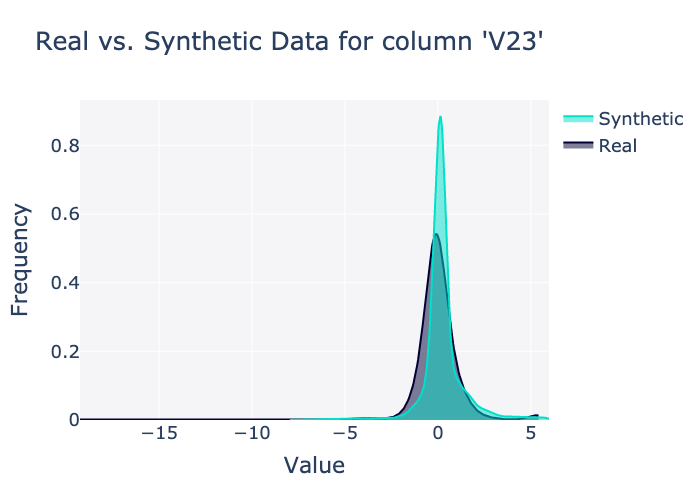 Real vs. Synthetic Data for column 'V23'
Synthetic
Real
Frequency
0.8
0.6
0.4
0.2
0
−15
−10
−5
0
5
Value